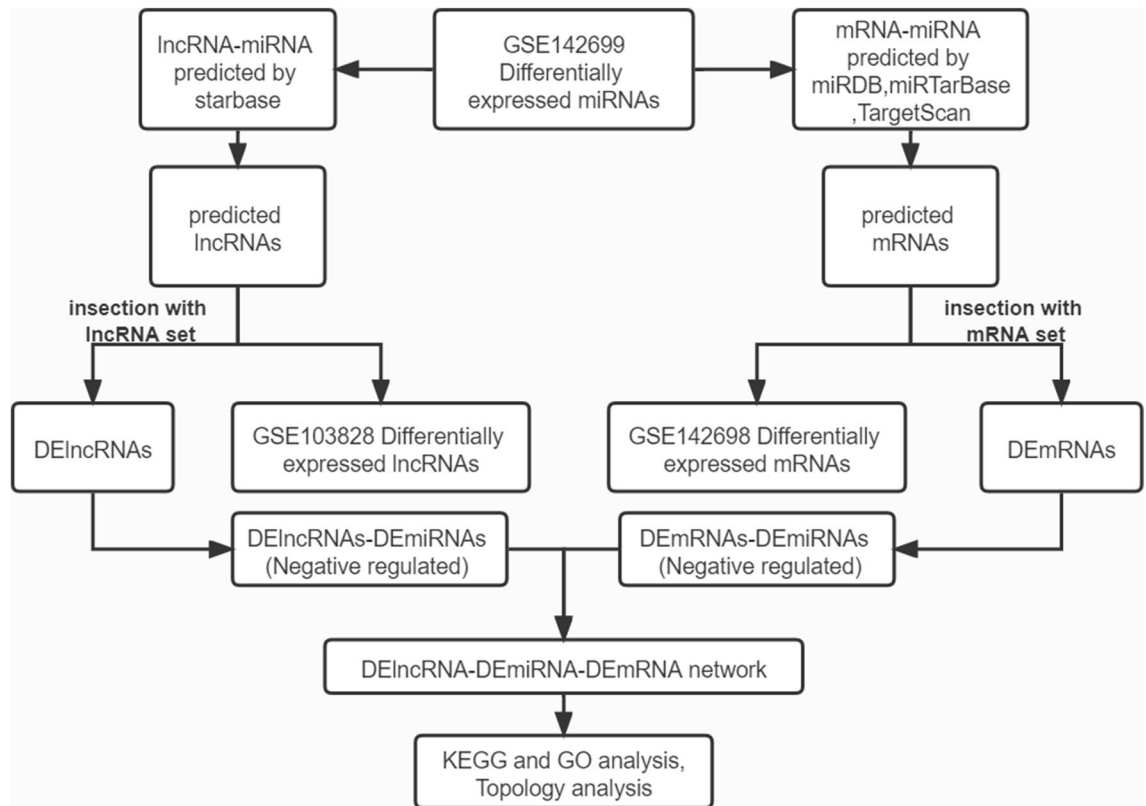 lncRNA-miRNA
predicted by
starbase
GSE142699
Differentially
expressed miRNAs
mRNA-miRNA
predicted by
miRDB,miRTarBase
,TargetScan
predicted
lncRNAs
predicted
mRNAs
insection with
lncRNA set
insection with
mRNA set
DElncRNAs
GSE103828 Differentially
expressed lncRNAs
GSE142698 Differentially
expressed mRNAs
DEmRNAs
DElncRNAs-DEmiRNAs
(Negative regulated)
DEmRNAs-DEmiRNAs
(Negative regulated)
DElncRNA-DEmiRNA-DEmRNA network
KEGG and GO analysis,
Topology analysis